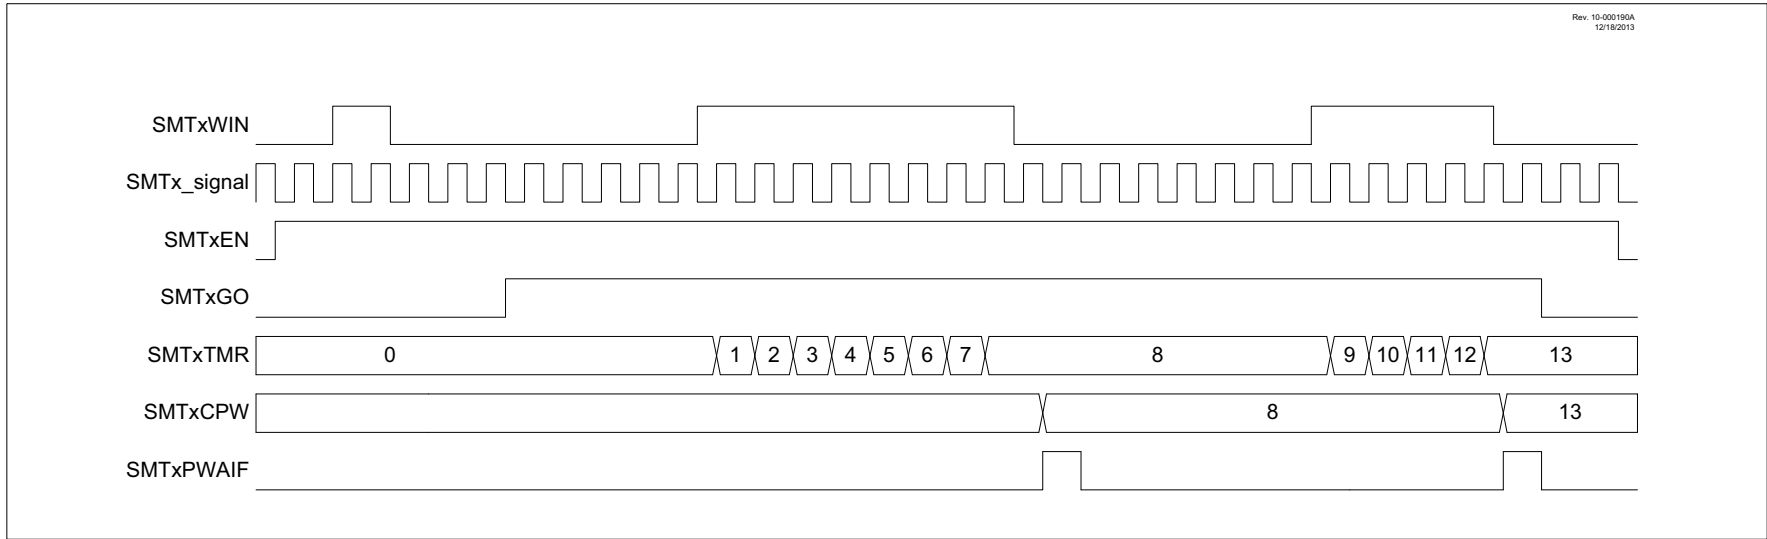 Rev. 10-000190A
12/18/2013
SMTxWIN
SMTx_signal
SMTxEN
SMTxGO
SMTxTMR 0 1 2 3 4 5 6 7 8 9 10 11 12 13
SMTxCPW 8 13
SMTxPWAIF